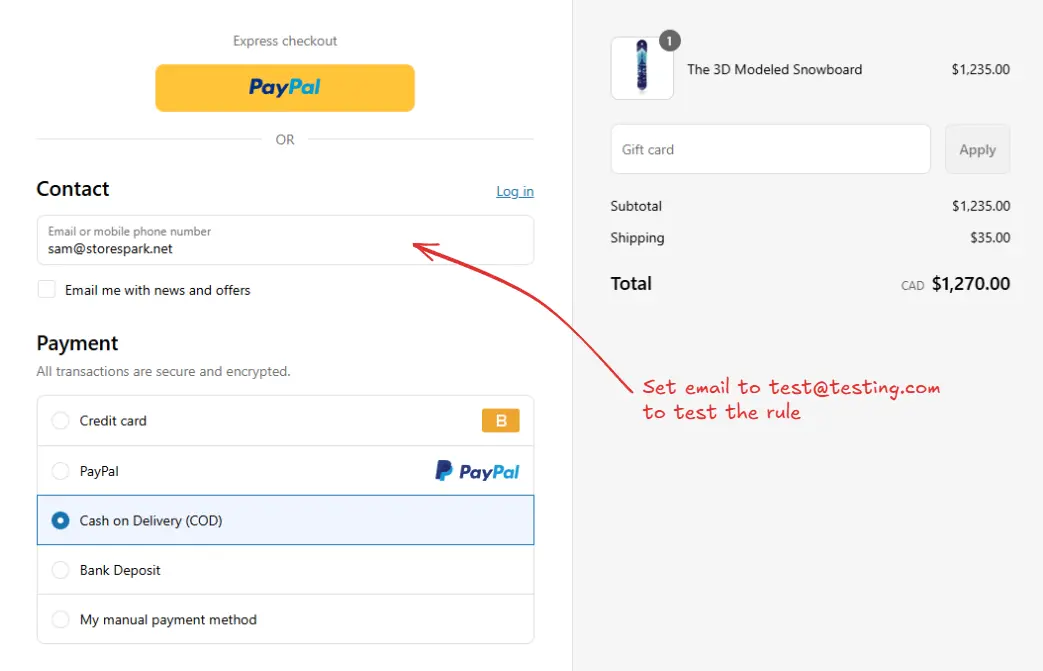 Express checkout
PayPal
OR
Contact
Log in
Email or mobile phone number
sam@storespark.net
Email me with news and offers
Payment
All transactions are secure and encrypted.
Credit card
B
PayPal
PayPal
Cash on Delivery (COD)
Bank Deposit
My manual payment method
1
The 3D Modeled Snowboard
$1,235.00
Gift card
Apply
Subtotal
$1,235.00
Shipping
$35.00
Total
CAD $1,270.00
Set email to test@testing.com
to test the rule